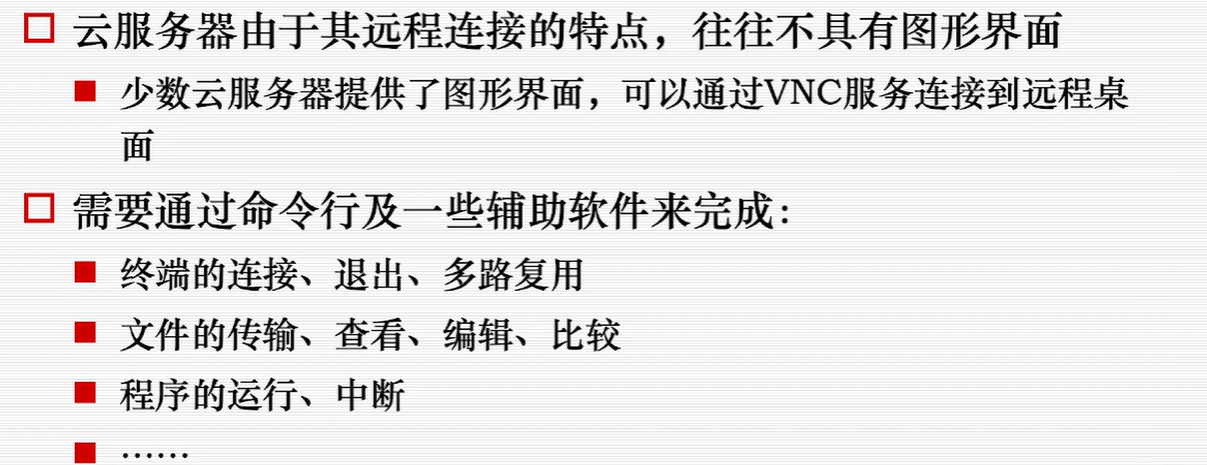 云服务器由于其远程连接的特点，往往不具有图形界面
少数云服务器提供了图形界面，可以通过VNC服务连接到远程桌
面
需要通过命令行及一些辅助软件来完成：
终端的连接、退出、多路复用
文件的传输、查看、编辑、比较
程序的运行、中断
……